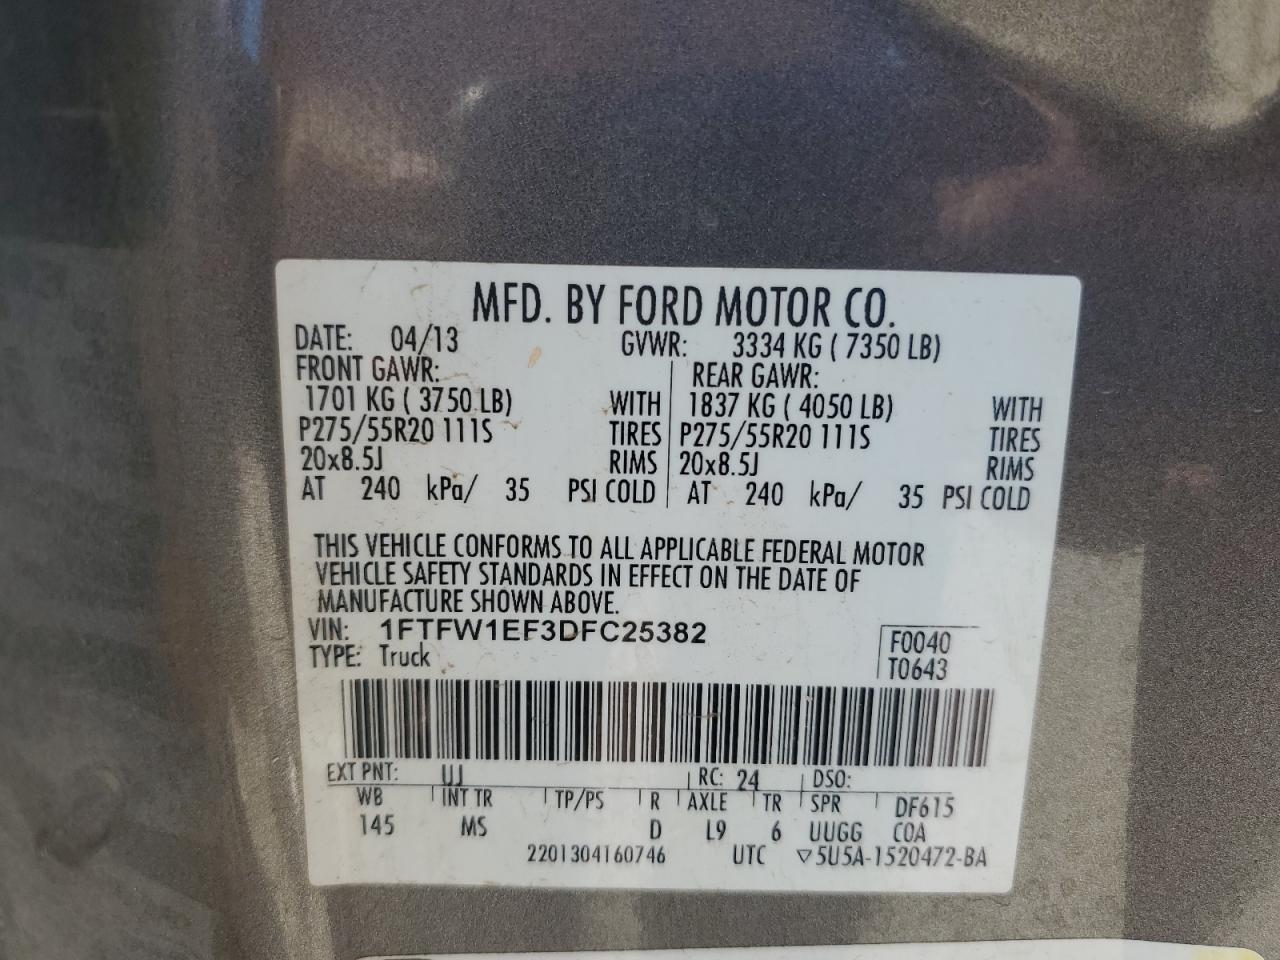 MFD. BY FORD MOTOR CO.
DATE: 04/13 GVWR: 3334 KG ( 7350 LB)
FRONT GAWR: REAR GAWR:
1701 KG ( 3750 LB) WITH 1837 KG ( 4050 LB) WITH
P275/55R20 111S TIRES P275/55R20 111S TIRES
20x8.5J RIMS 20x8.5J RIMS
AT 240 kPa/ 35 PSI COLD AT 240 kPa/ 35 PSI COLD
THIS VEHICLE CONFORMS TO ALL APPLICABLE FEDERAL MOTOR
VEHICLE SAFETY STANDARDS IN EFFECT ON THE DATE OF
MANUFACTURE SHOWN ABOVE.
VIN: 1FTFW1EF3DFC25382 F0040
TYPE: Truck T0643
EXT PNT: UJ RC: 24 DSO:
WB INT TR TP/PS R AXLE TR SPR DF615
145 MS D L9 6 UUGG COA
2201304160746 UTC ▽5U5A-1520472-BA